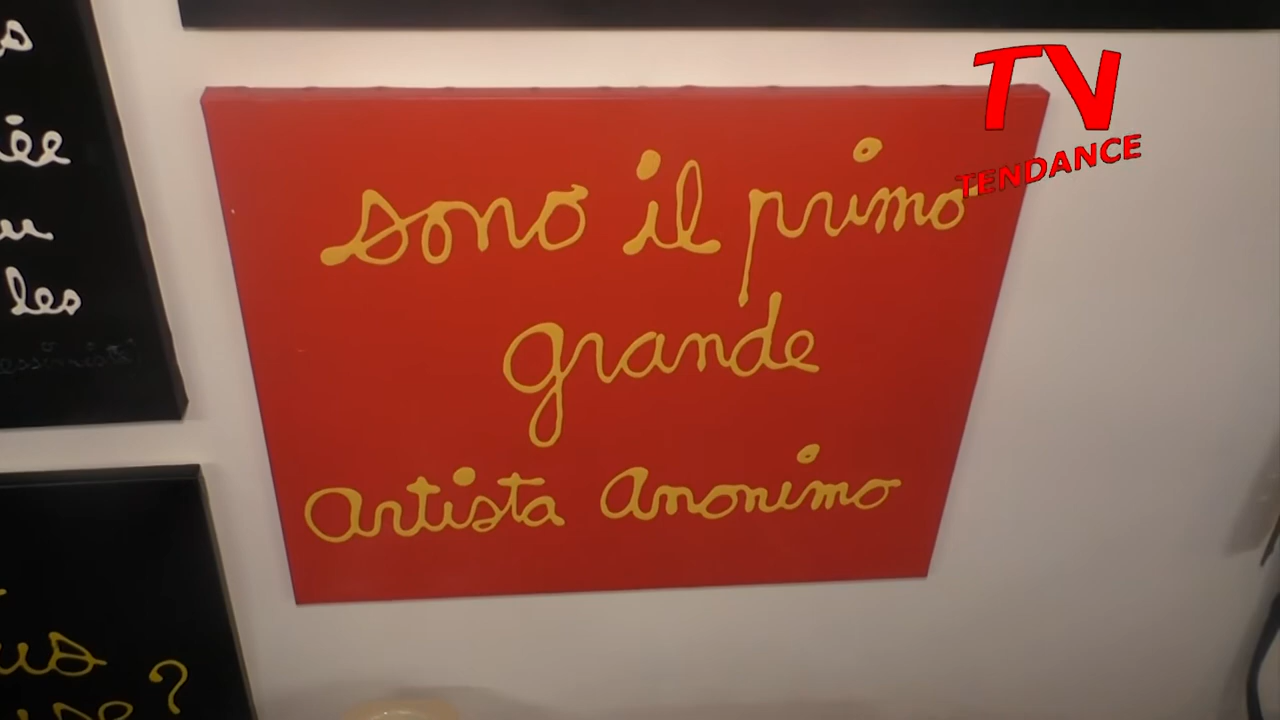 sono il primo
grande
Artista Anonimo
TV
TENDANCE
les
?